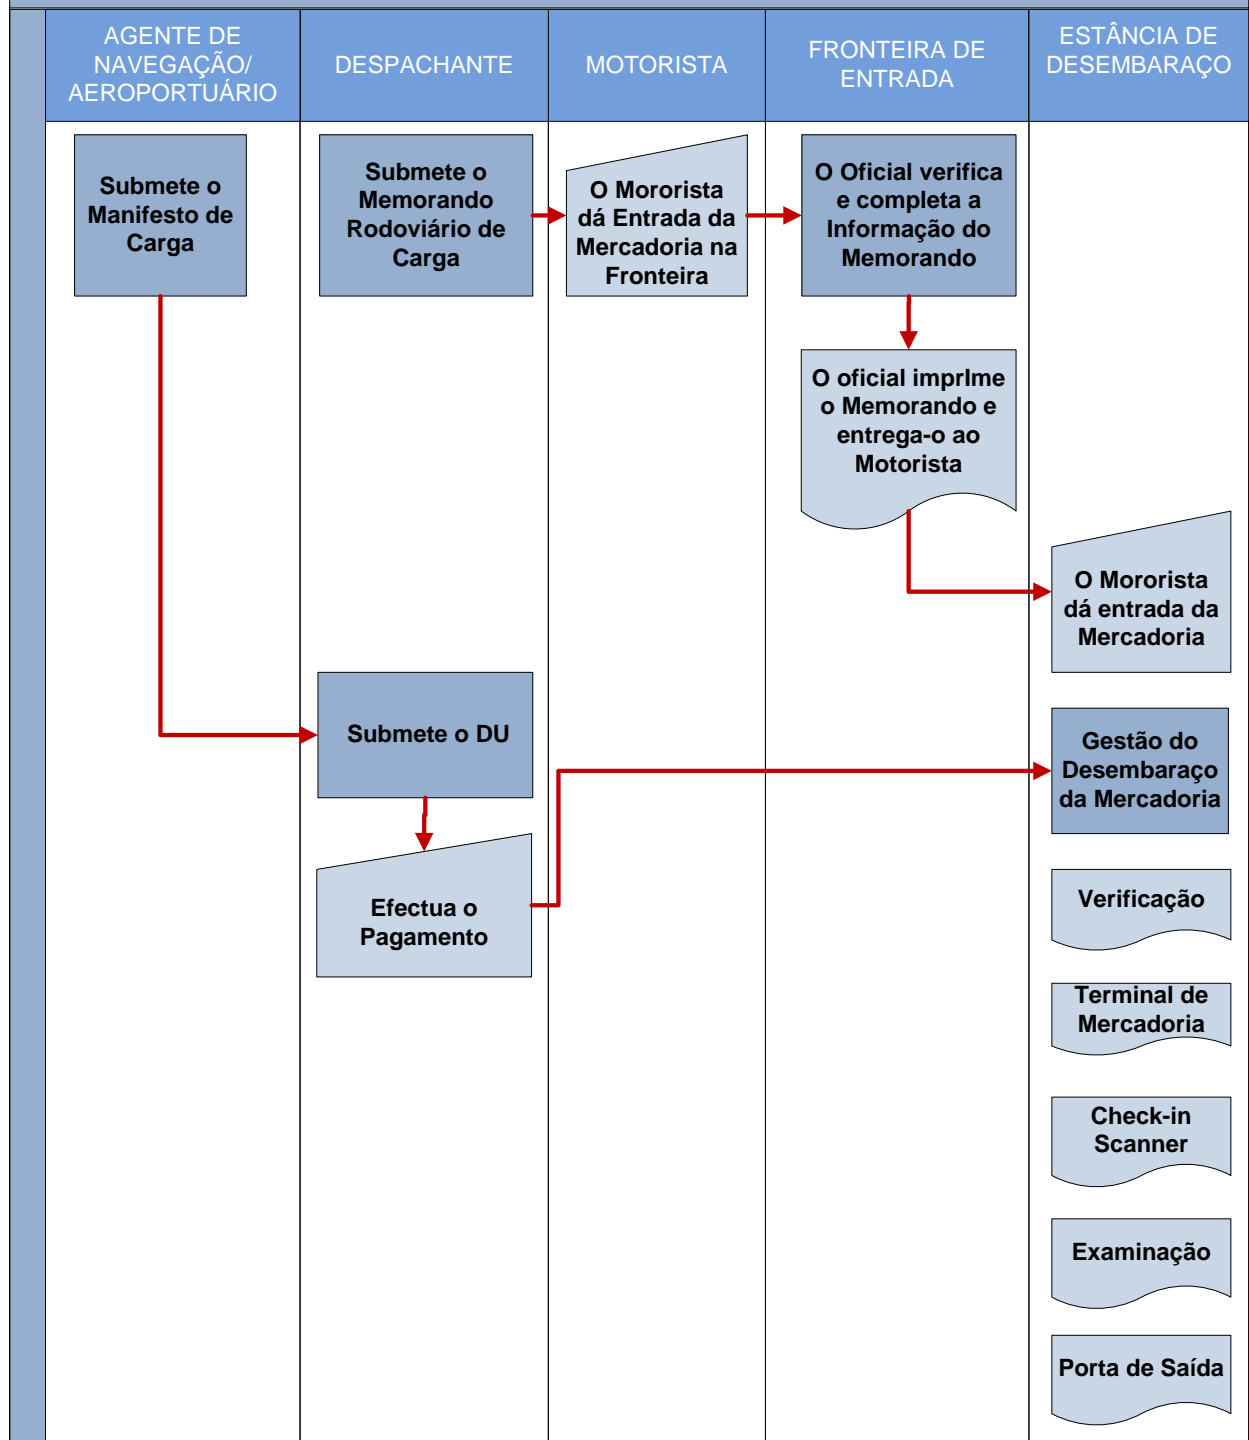 AGENTE DE
NAVEGAÇÃO/
AEROPORTUÁRIO
DESPACHANTE
MOTORISTA
FRONTEIRA DE
ENTRADA
ESTÂNCIA DE
DESEMBARAÇO
Submete o
Manifesto de
Carga
Submete o
Memorando
Rodoviário de
Carga
O Mororista
dá Entrada da
Mercadoria na
Fronteira
O Oficial verifica
e completa a
Informação do
Memorando
O oficial imprIme
o Memorando e
entrega-o ao
Motorista
O Mororista
dá entrada da
Mercadoria
Submete o DU
Gestão do
Desembaraço
da Mercadoria
Efectua o
Pagamento
Verificação
Terminal de
Mercadoria
Check-in
Scanner
Examinação
Porta de Saída